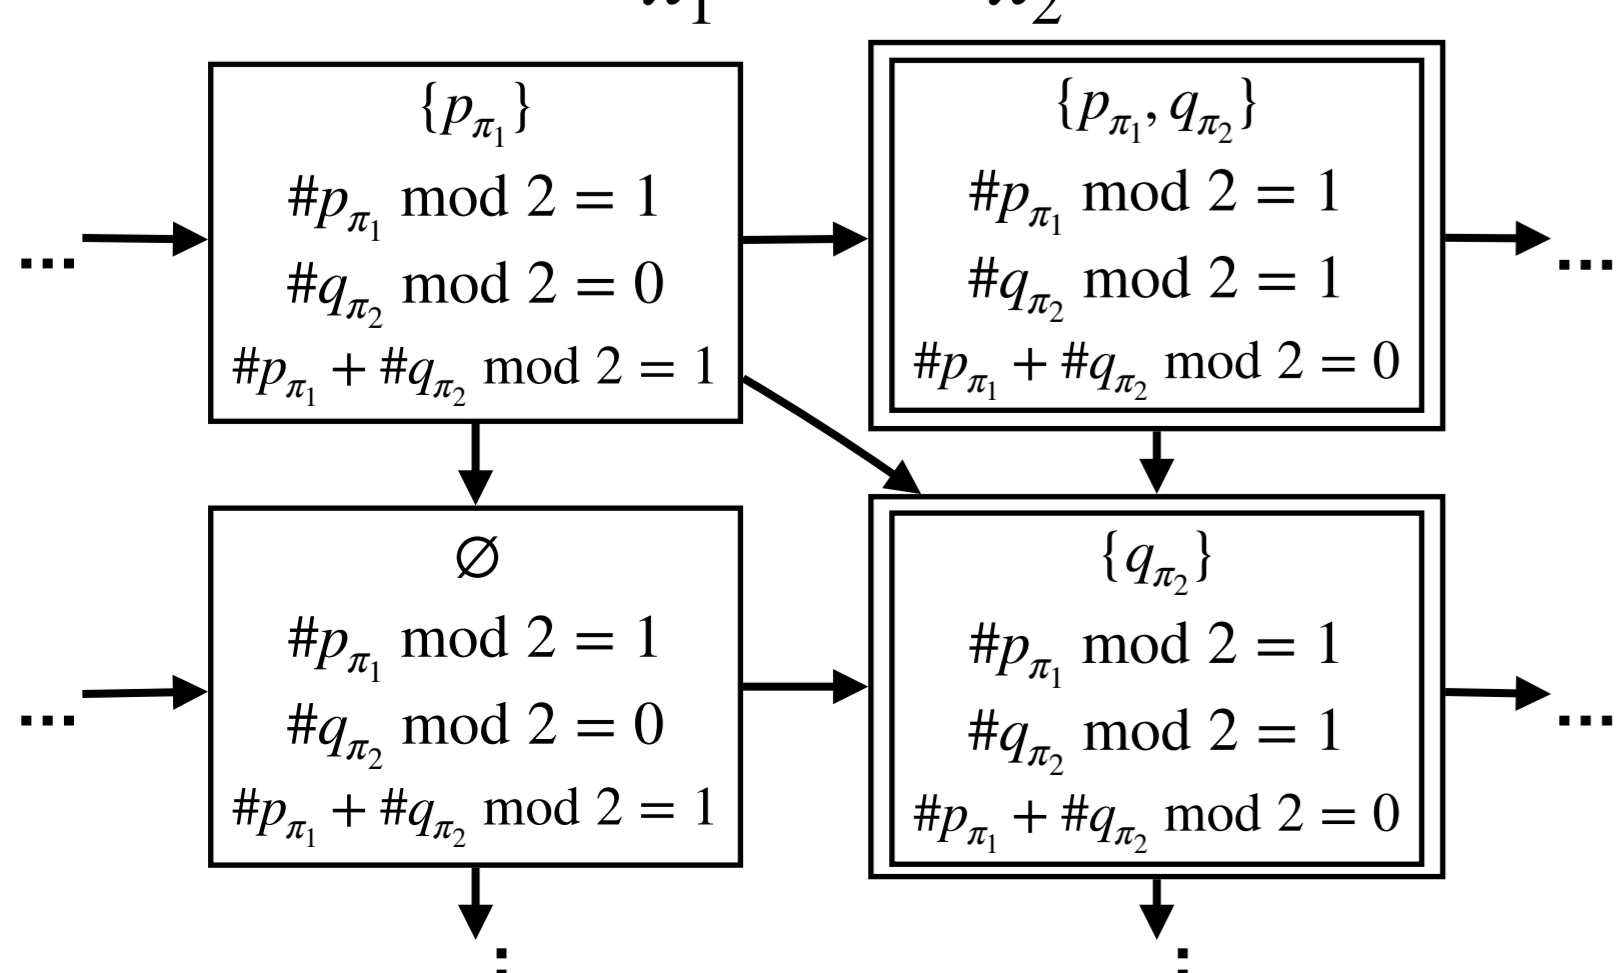 π₁ π₂
{p_π₁}
#p_π₁ mod 2 = 1
#q_π₂ mod 2 = 0
#p_π₁ + #q_π₂ mod 2 = 1
{p_π₁, q_π₂}
#p_π₁ mod 2 = 1
#q_π₂ mod 2 = 1
#p_π₁ + #q_π₂ mod 2 = 0
...
...
∅
#p_π₁ mod 2 = 1
#q_π₂ mod 2 = 0
#p_π₁ + #q_π₂ mod 2 = 1
{q_π₂}
#p_π₁ mod 2 = 1
#q_π₂ mod 2 = 1
#p_π₁ + #q_π₂ mod 2 = 0
...
...